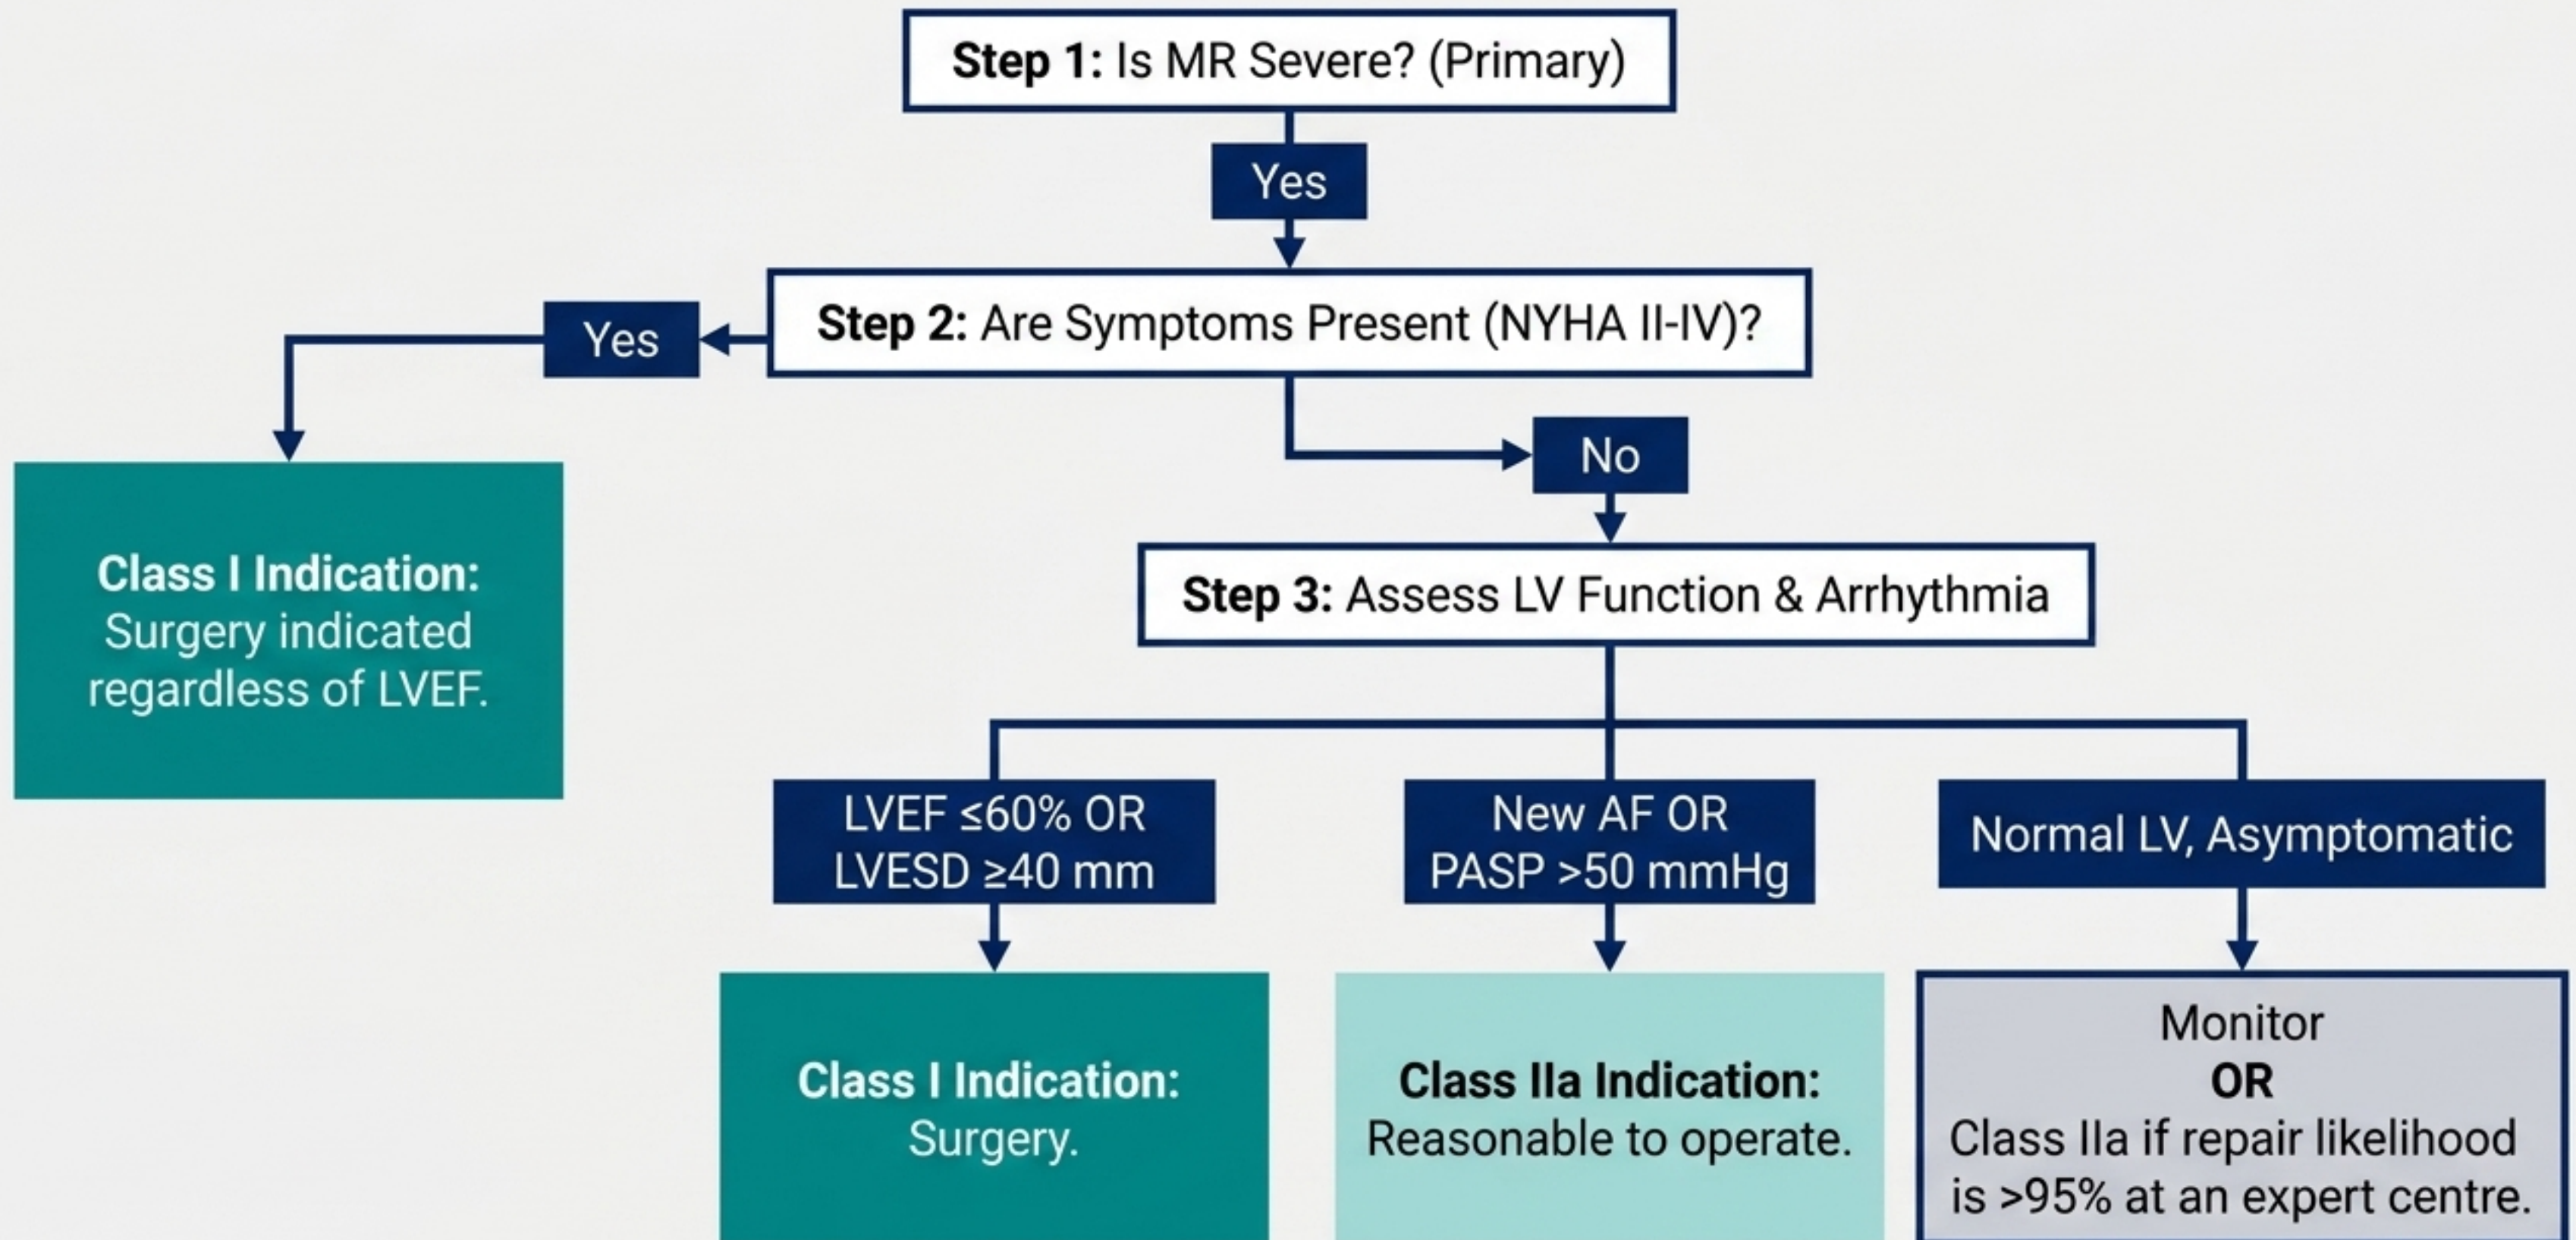 Step 1: Is MR Severe? (Primary)
Yes
Step 2: Are Symptoms Present (NYHA II-IV)?
Yes
No
Class I Indication:
Surgery indicated
regardless of LVEF.
Step 3: Assess LV Function & Arrhythmia
LVEF ≤60% OR
LVESD ≥40 mm
New AF OR
PASP >50 mmHg
Normal LV, Asymptomatic
Class I Indication:
Surgery.
Class IIa Indication:
Reasonable to operate.
Monitor
OR
Class IIa if repair likelihood
is >95% at an expert centre.